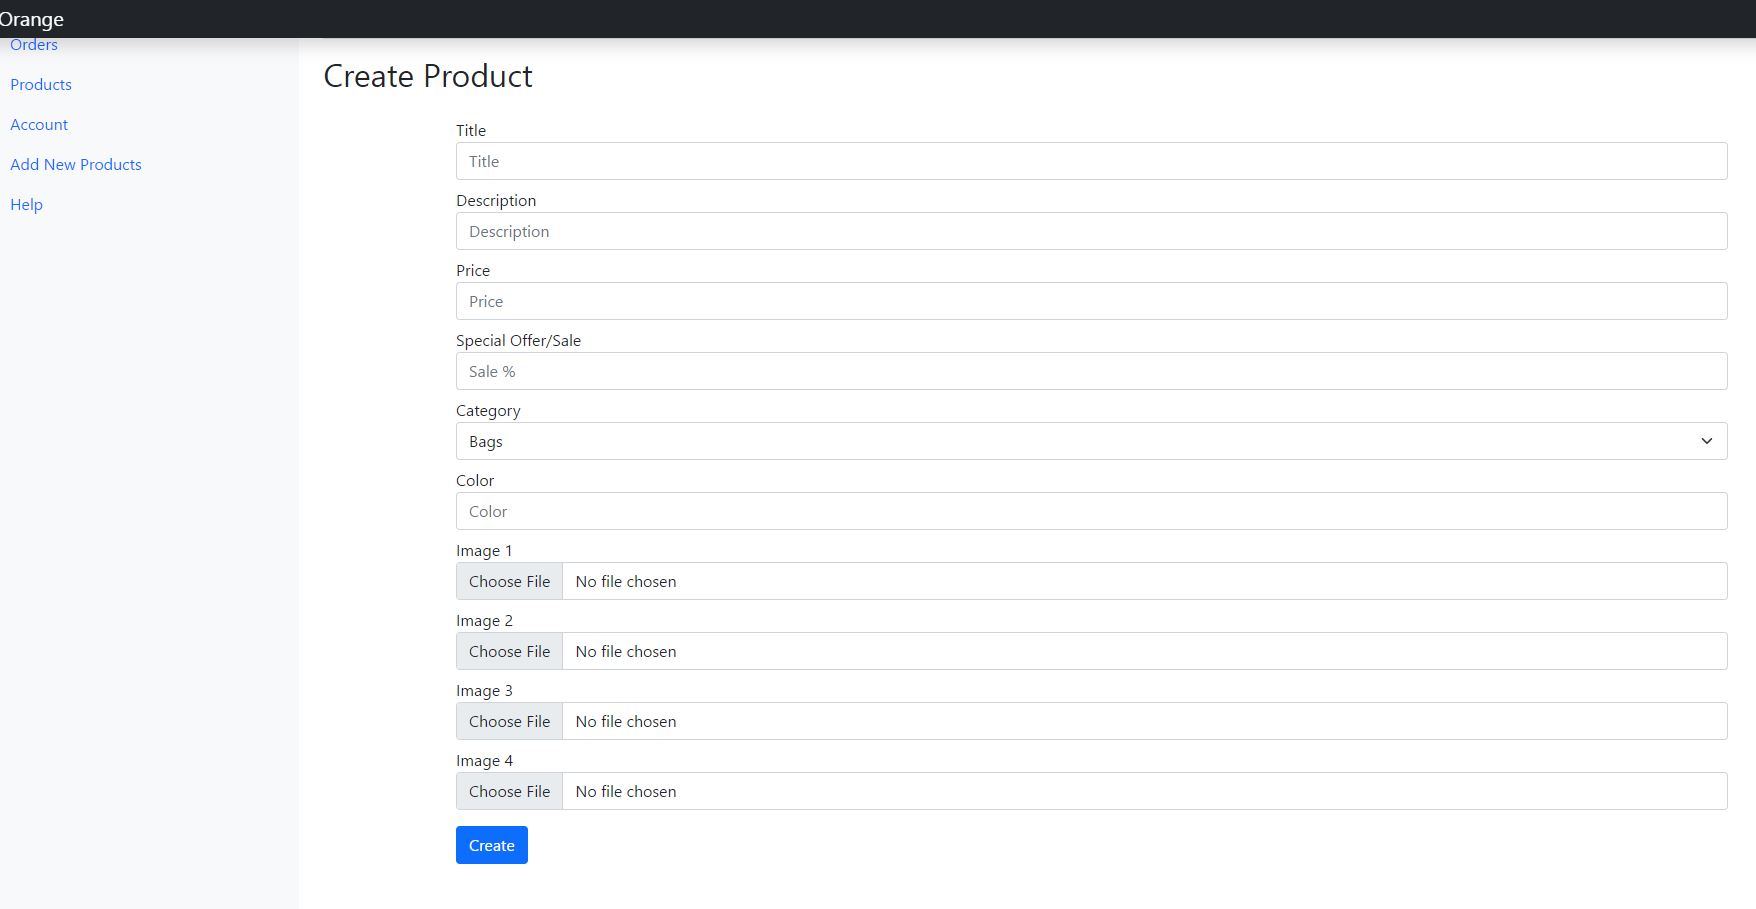 Orange
Orders
Products
Account
Add New Products
Help
Create Product
Title
Title
Description
Description
Price
Price
Special Offer/Sale
Sale %
Category
Bags
Color
Color
Image 1
Choose File No file chosen
Image 2
Choose File No file chosen
Image 3
Choose File No file chosen
Image 4
Choose File No file chosen
Create